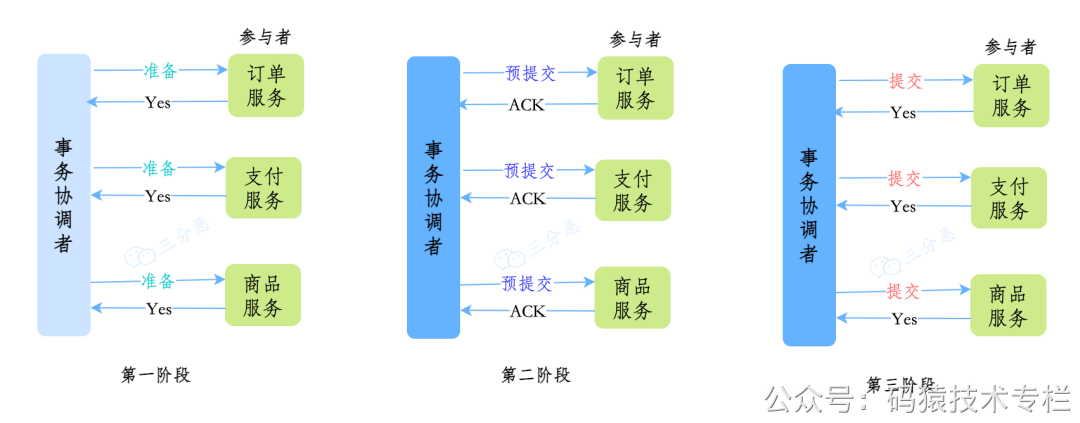 参与者
事务协调者
准备
Yes
订单
服务
准备
Yes
支付
服务
三分恶
准备
Yes
商品
服务
第一阶段
参与者
事务协调者
预提交
ACK
订单
服务
预提交
ACK
支付
服务
三分恶
预提交
ACK
商品
服务
第二阶段
参与者
事务协调者
提交
Yes
订单
服务
提交
Yes
支付
服务
三分恶
提交
Yes
商品
服务
第三阶段
公众号：码猿技术专栏